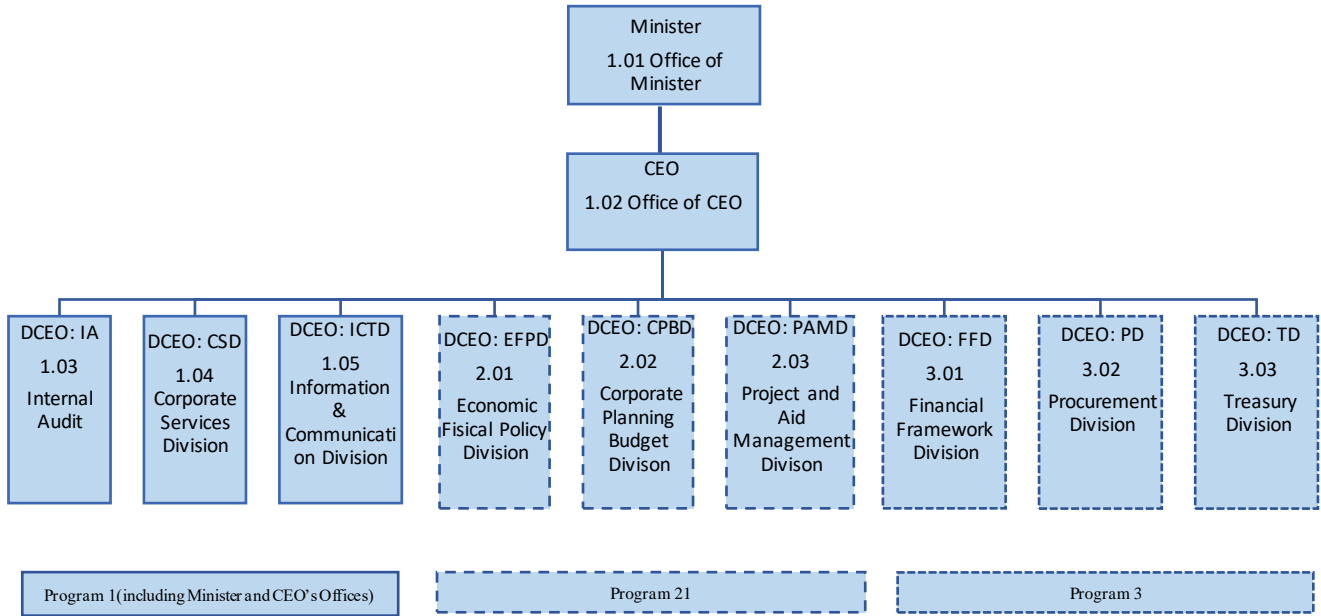 Minister
1.01 Office of
Minister
CEO
1.02 Office of CEO
DCEO: IA
1.03
Internal
Audit
DCEO: CSD
1.04
Corporate
Services
Division
DCEO: ICTD
1.05
Information
&
Communicati
on Division
DCEO: EFPD
2.01
Economic
Fisical Policy
Division
DCEO: CPBD
2.02
Corporate
Planning
Budget
Divison
DCEO: PAMD
2.03
Project and
Aid
Management
Divison
DCEO: FFD
3.01
Financial
Framework
Division
DCEO: PD
3.02
Procurement
Division
DCEO: TD
3.03
Treasury
Division
Program 1(including Minister and CEO’s Offices)
Program 21
Program 3